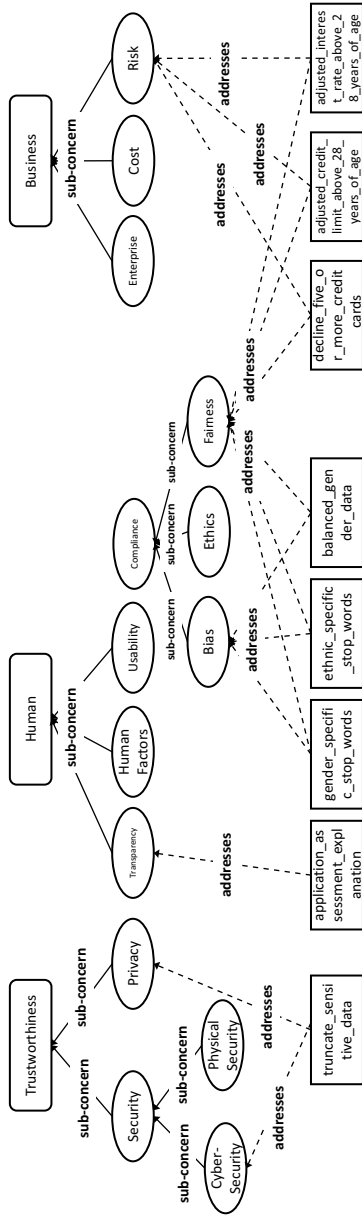 Trustworthiness
Human
Business
sub-concern
sub-concern
sub-concern
sub-concern
Security
Privacy
Transparency
Human
Factors
Usability
Compliance
Enterprise
Cost
Risk
sub-concern
sub-concern
sub-concern
sub-concern
sub-concern
Cyber-
Security
Physical
Security
Bias
Ethics
Fairness
addresses
addresses
addresses
addresses
addresses
addresses
addresses
addresses
truncate_sensi
tive_data
application_as
sessment_expl
anation
gender_specifi
c_stop_words
ethnic_specific
_stop_words
balanced_gen
der_data
decline_five_o
r_more_credit
cards
adjusted_credit
limit_above_28_
years_of_age
adjusted_interes
t_rate_above_2
8_years_of_age